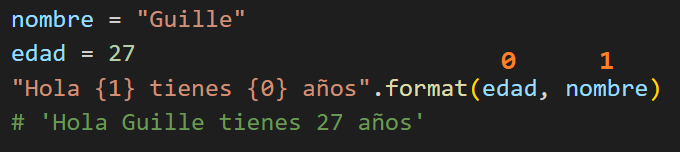 nombre = "Guille"
edad = 27
0 1
"Hola {1} tienes {0} años".format(edad, nombre)
# 'Hola Guille tienes 27 años'